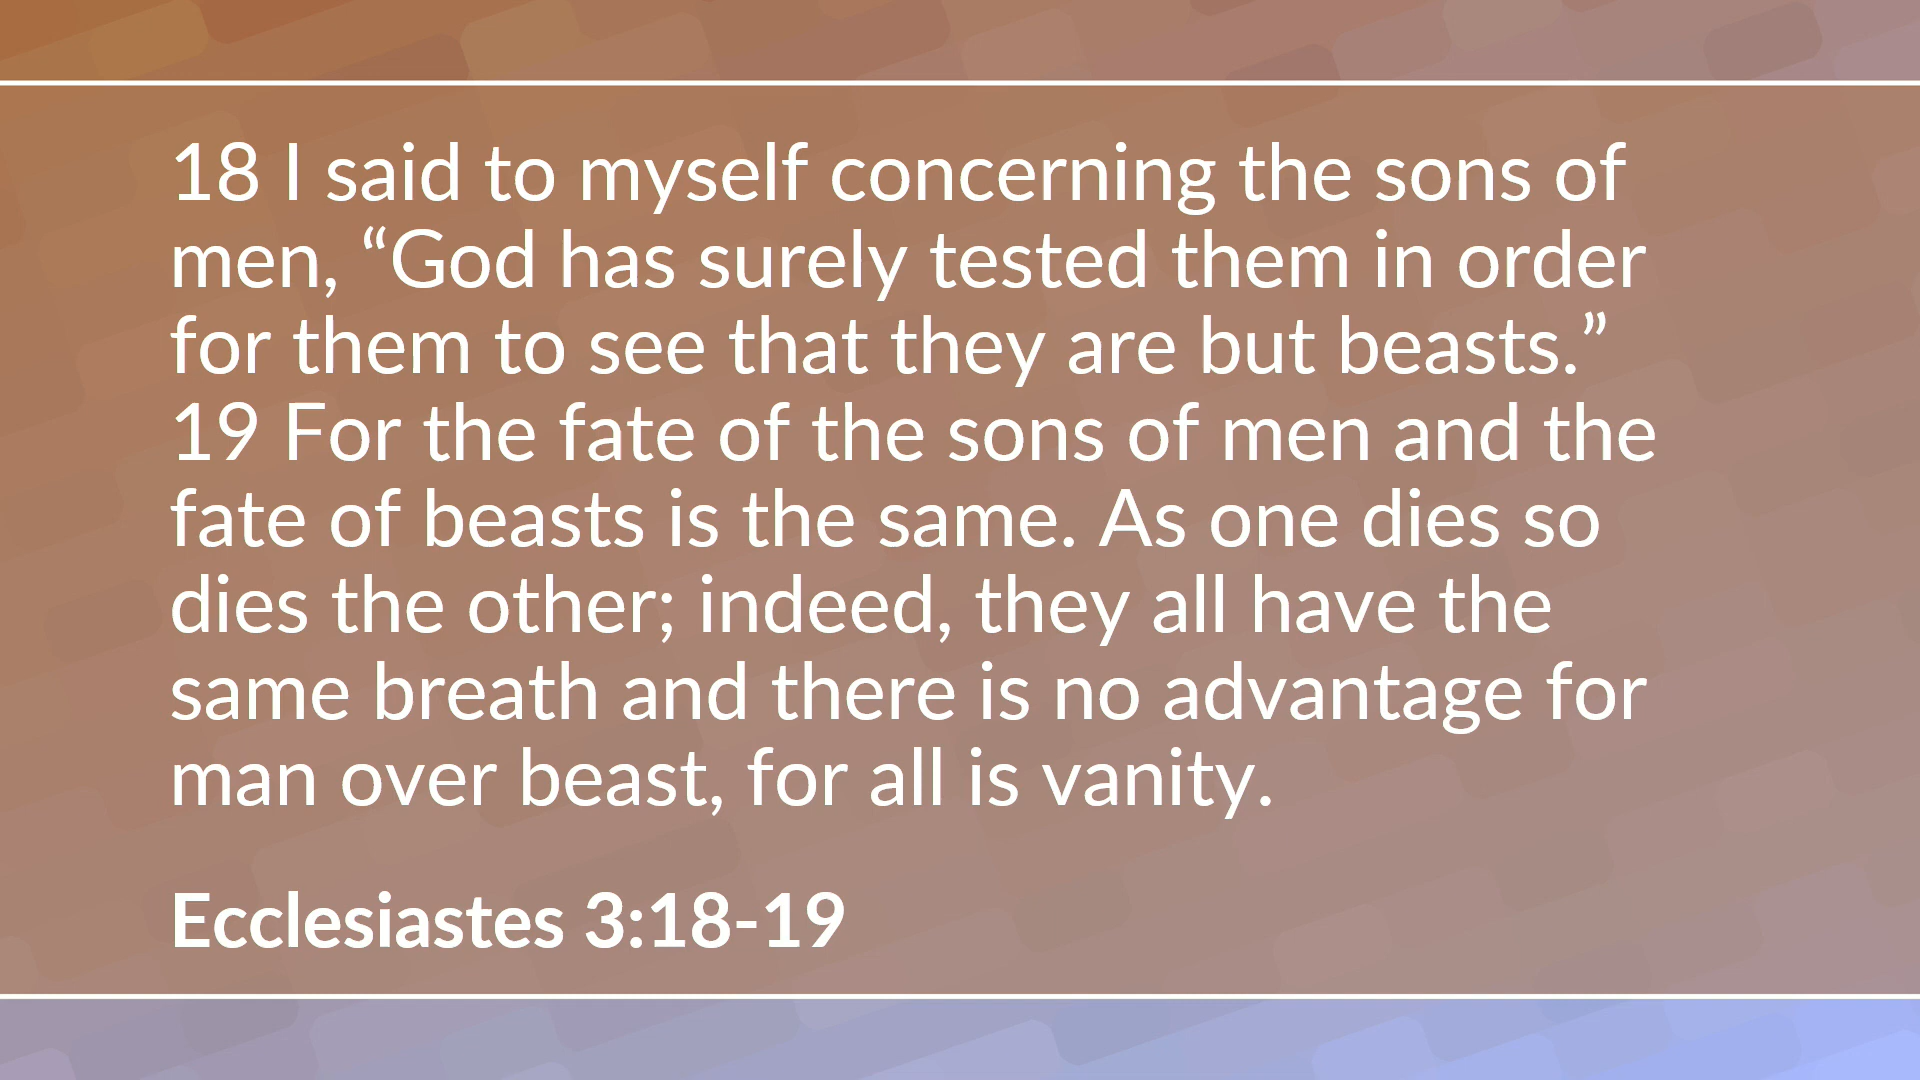 18 I said to myself concerning the sons of
men, “God has surely tested them in order
for them to see that they are but beasts.”
19 For the fate of the sons of men and the
fate of beasts is the same. As one dies so
dies the other; indeed, they all have the
same breath and there is no advantage for
man over beast, for all is vanity.
Ecclesiastes 3:18-19